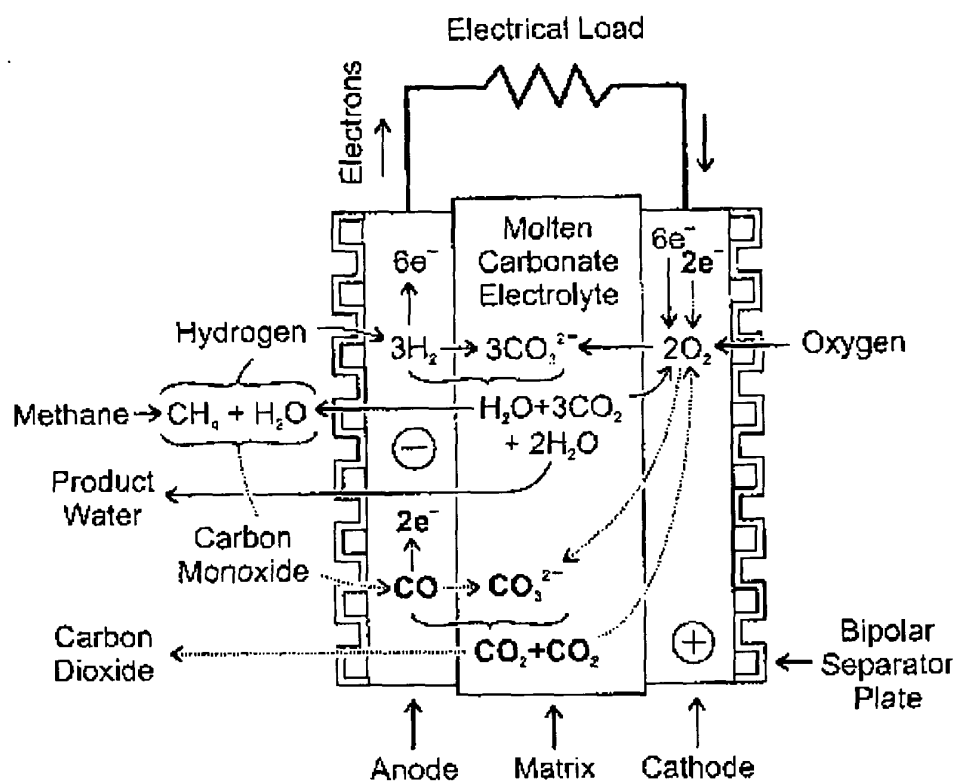 Electrical Load
Electrons
Molten
Carbonate
Electrolyte
6e⁻
6e⁻
2e⁻
Hydrogen
3H₂
3CO₃²⁻
2O₂
Oxygen
Methane
CH₄ + H₂O
H₂O+3CO₂
+ 2H₂O
−
Product
Water
2e⁻
Carbon
Monoxide
CO
CO₃²⁻
Carbon
Dioxide
CO₂+CO₂
+
Bipolar
Separator
Plate
Anode
Matrix
Cathode